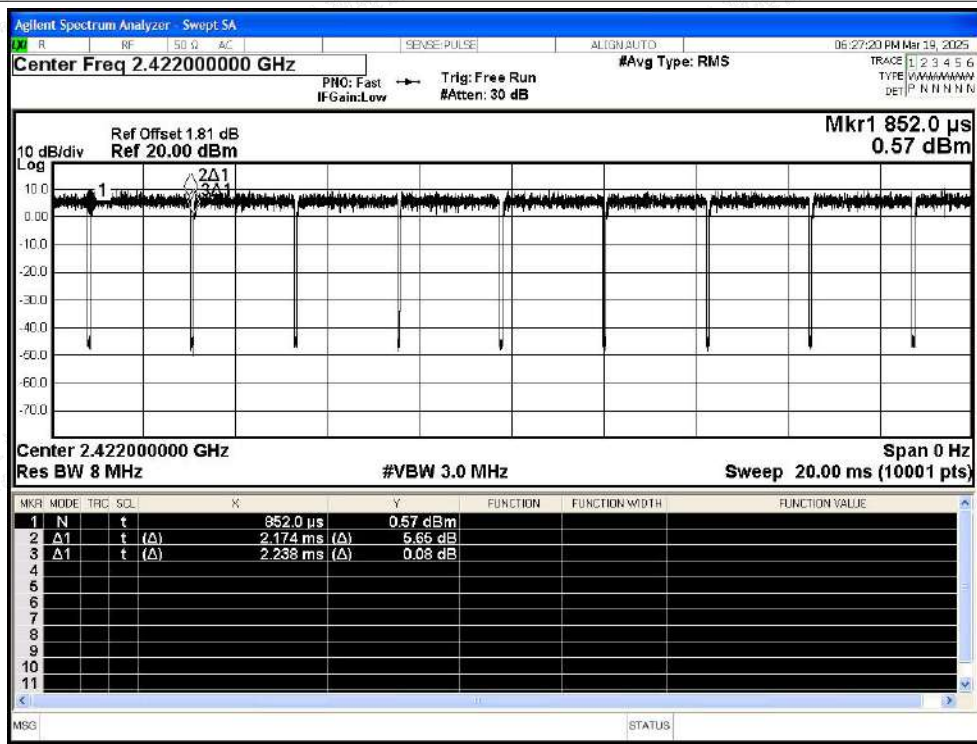 Agilent Spectrum Analyzer - Swept SA
LXI R RF 50 Ω AC SENSE:PULSE ALIGNAUTO 06:27:20 PM Mar 19, 2025
Center Freq 2.422000000 GHz #Avg Type: RMS TRACE 1 2 3 4 5 6
PNO: Fast Trig: Free Run TYPE
IFGain:Low #Atten: 30 dB DET P N N N N N
Mkr1 852.0 µs
Ref Offset 1.81 dB
10 dB/div Ref 20.00 dBm 0.57 dBm
Log
2Δ1
10.0 1 3Δ1
0.00
-10.0
-20.0
-30.0
-40.0
-50.0
-60.0
-70.0
Center 2.422000000 GHz Span 0 Hz
Res BW 8 MHz #VBW 3.0 MHz Sweep 20.00 ms (10001 pts)
MKR MODE TRC SCL X Y FUNCTION FUNCTION WIDTH FUNCTION VALUE
1 N t 852.0 µs 0.57 dBm
2 Δ1 t (Δ) 2.174 ms (Δ) 5.65 dB
3 Δ1 t (Δ) 2.238 ms (Δ) 0.08 dB
4
5
6
7
8
9
10
11
MSG STATUS